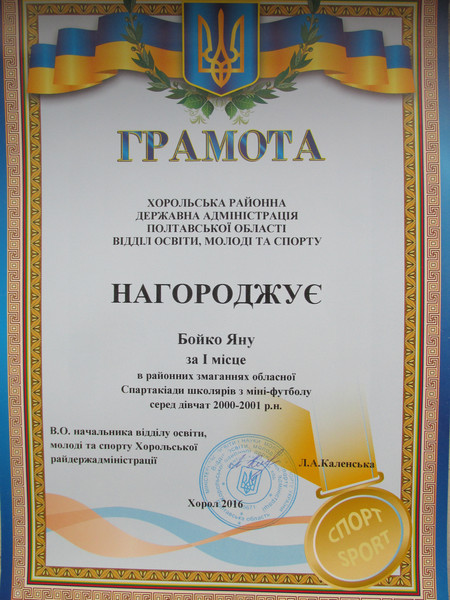 ГРАМОТА
ХОРОЛЬСЬКА РАЙОННА
ДЕРЖАВНА АДМІНІСТРАЦІЯ
ПОЛТАВСЬКОЇ ОБЛАСТІ
ВІДДІЛ ОСВІТИ, МОЛОДІ ТА СПОРТУ
НАГОРОДЖУЄ
Бойко Яну
за І місце
в районних змаганнях обласної
Спартакіади школярів з міні-футболу
серед дівчат 2000-2001 р.н.
В.О. начальника відділу освіти,
молоді та спорту Хорольської
райдержадміністрації
Л.А.Каленська
Хорол 2016
СПОРТ
SPORT